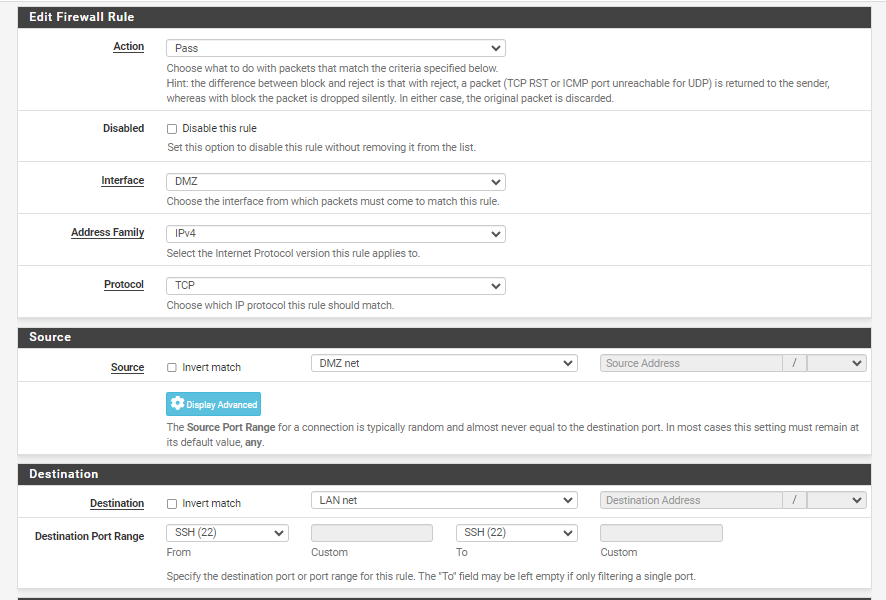 Edit Firewall Rule
Action
Pass
Choose what to do with packets that match the criteria specified below.
Hint: the difference between block and reject is that with reject, a packet (TCP RST or ICMP port unreachable for UDP) is returned to the sender,
whereas with block the packet is dropped silently. In either case, the original packet is discarded.
Disabled
Disable this rule
Set this option to disable this rule without removing it from the list.
Interface
DMZ
Choose the interface from which packets must come to match this rule.
Address Family
IPv4
Select the Internet Protocol version this rule applies to.
Protocol
TCP
Choose which IP protocol this rule should match.
Source
Source
Invert match
DMZ net
Source Address
/
Display Advanced
The Source Port Range for a connection is typically random and almost never equal to the destination port. In most cases this setting must remain at
its default value, any.
Destination
Destination
Invert match
LAN net
Destination Address
/
Destination Port Range
SSH (22)
SSH (22)
From
Custom
To
Custom
Specify the destination port or port range for this rule. The "To" field may be left empty if only filtering a single port.